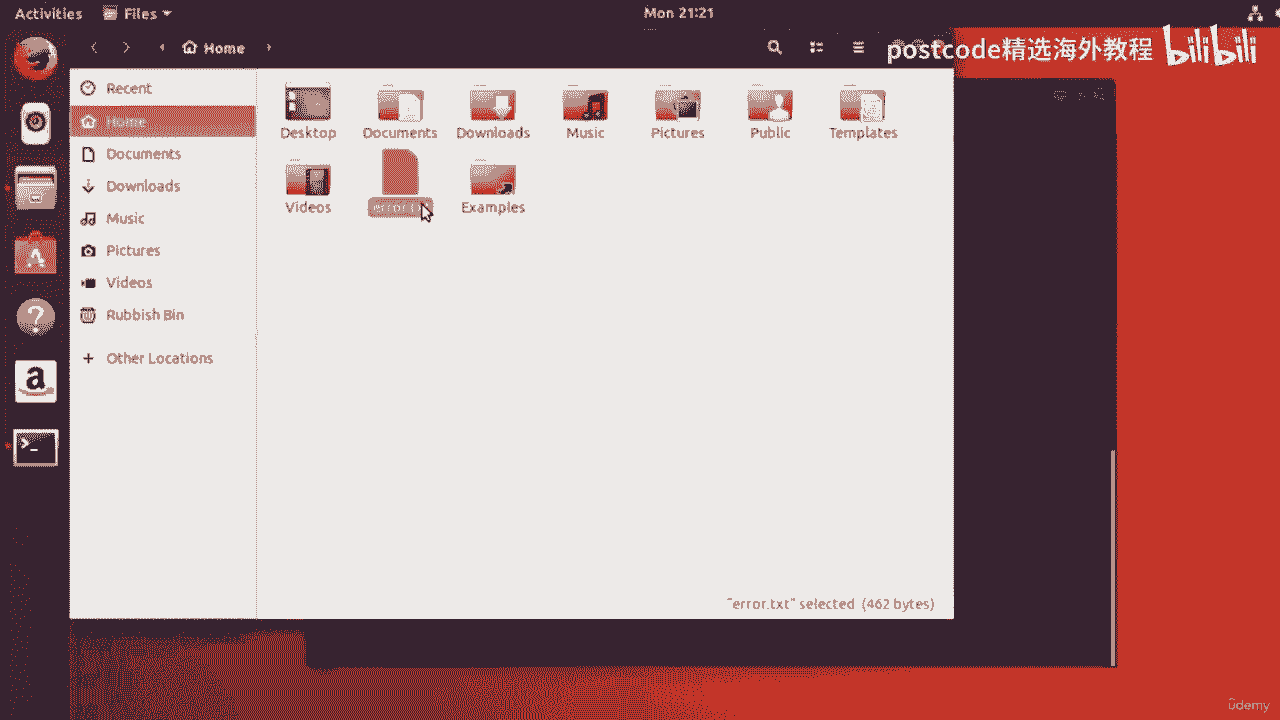 Activities
Files
Mon 21:21
Home
postcode精选海外教程
bilibili
Recent
Home
Documents
Downloads
Music
Pictures
Videos
Rubbish Bin
Other Locations
Desktop
Documents
Downloads
Music
Pictures
Public
Templates
Videos
error.txt
Examples
"error.txt" selected (462 bytes)
a
ûdemy